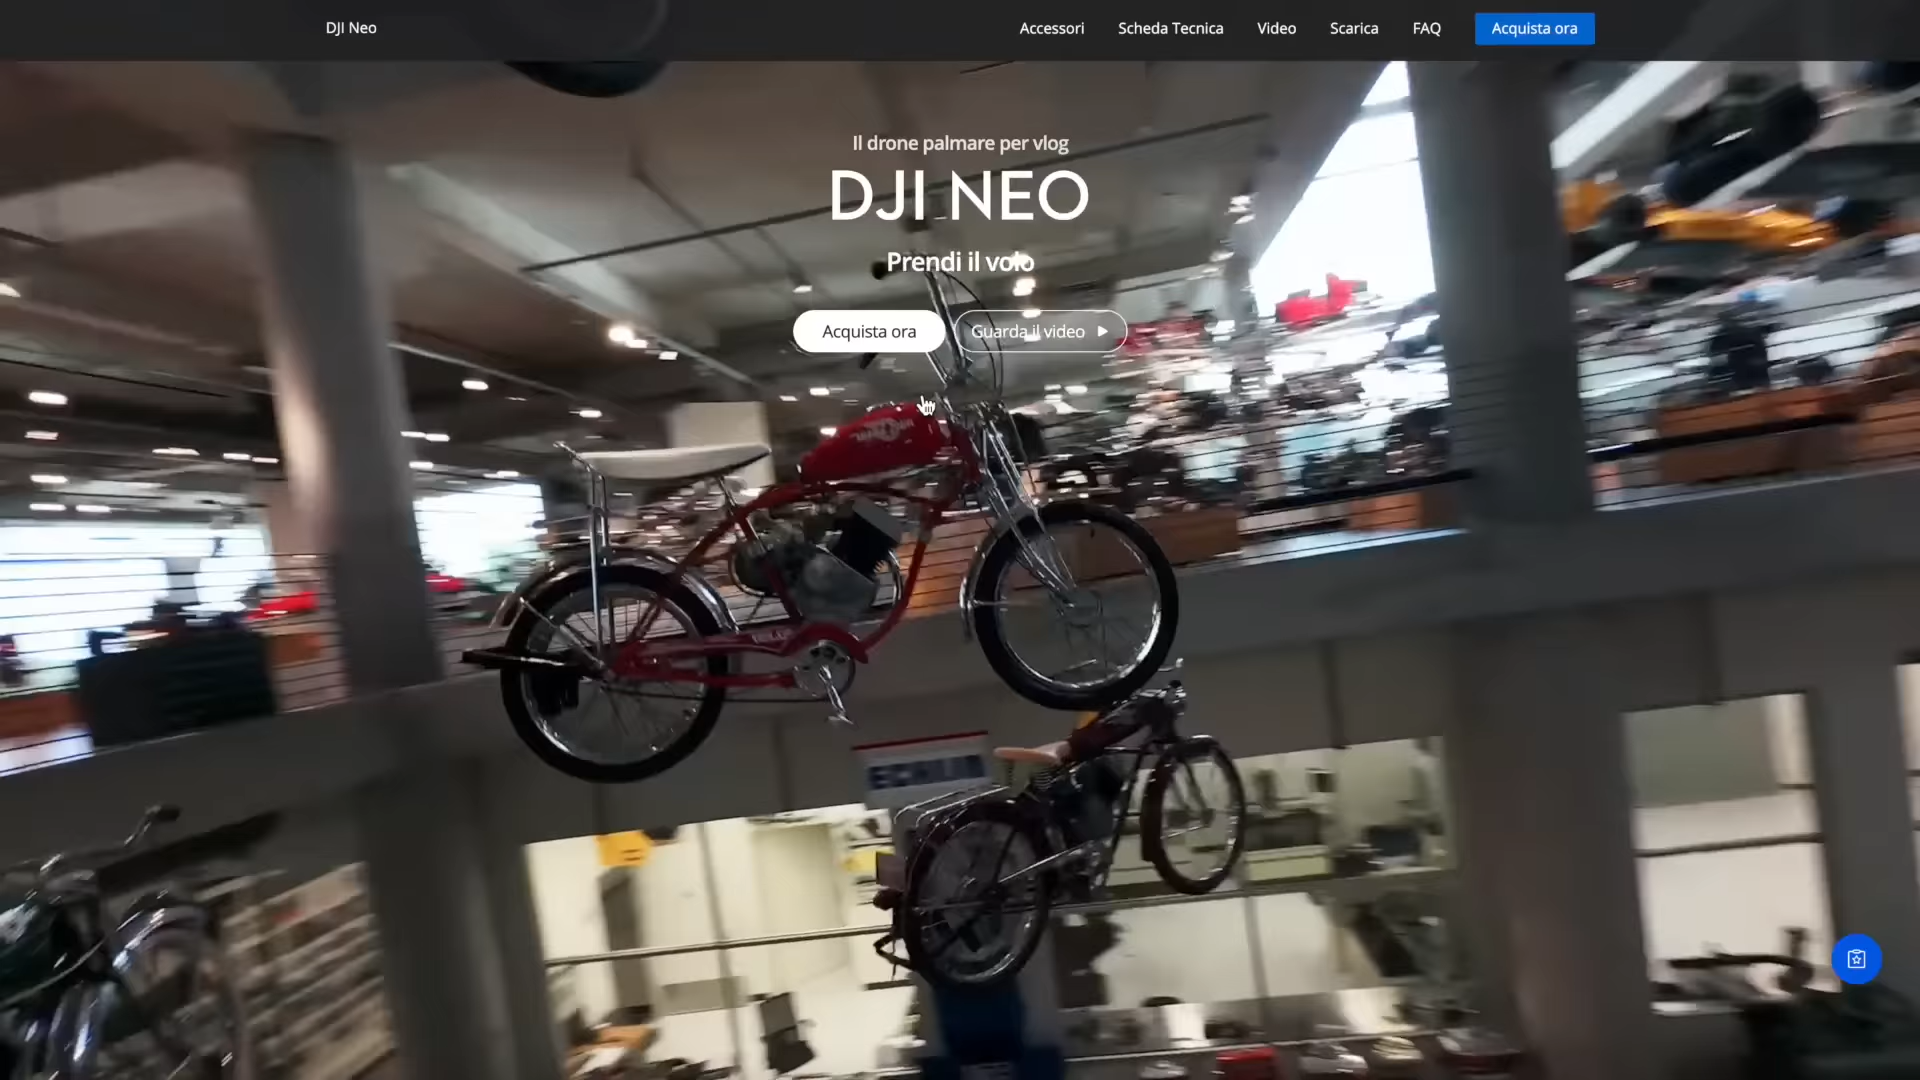 DJI Neo
Accessori
Scheda Tecnica
Video
Scarica
FAQ
Acquista ora
Il drone palmare per vlog
DJI NEO
Prendi il volo
Acquista ora
Guarda il video